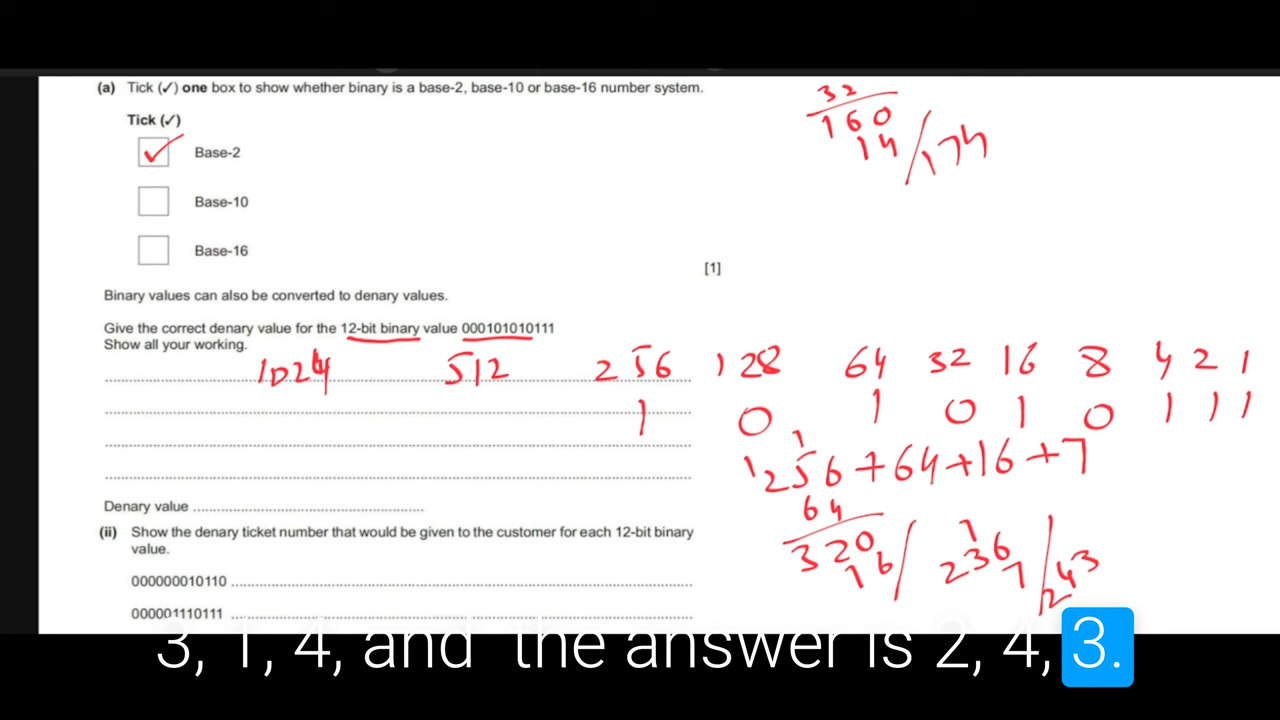 (a) Tick (✓) one box to show whether binary is a base-2, base-10 or base-16 number system.
32
160
14 / 174
Tick (✓)
✓ Base-2
Base-10
Base-16
[1]
Binary values can also be converted to denary values.
Give the correct denary value for the 12-bit binary value 000101010111
Show all your working.
1024 512 256 128 64 32 16 8 4 2 1
1 0 1 0 1 0 1 1 1
1 1
256+64+16+7
64
320 / 1
16 236
7 / 243
Denary value
(ii) Show the denary ticket number that would be given to the customer for each 12-bit binary
value.
000000010110
000001110111
3, 1, 4, and the answer is 2, 4, 3.